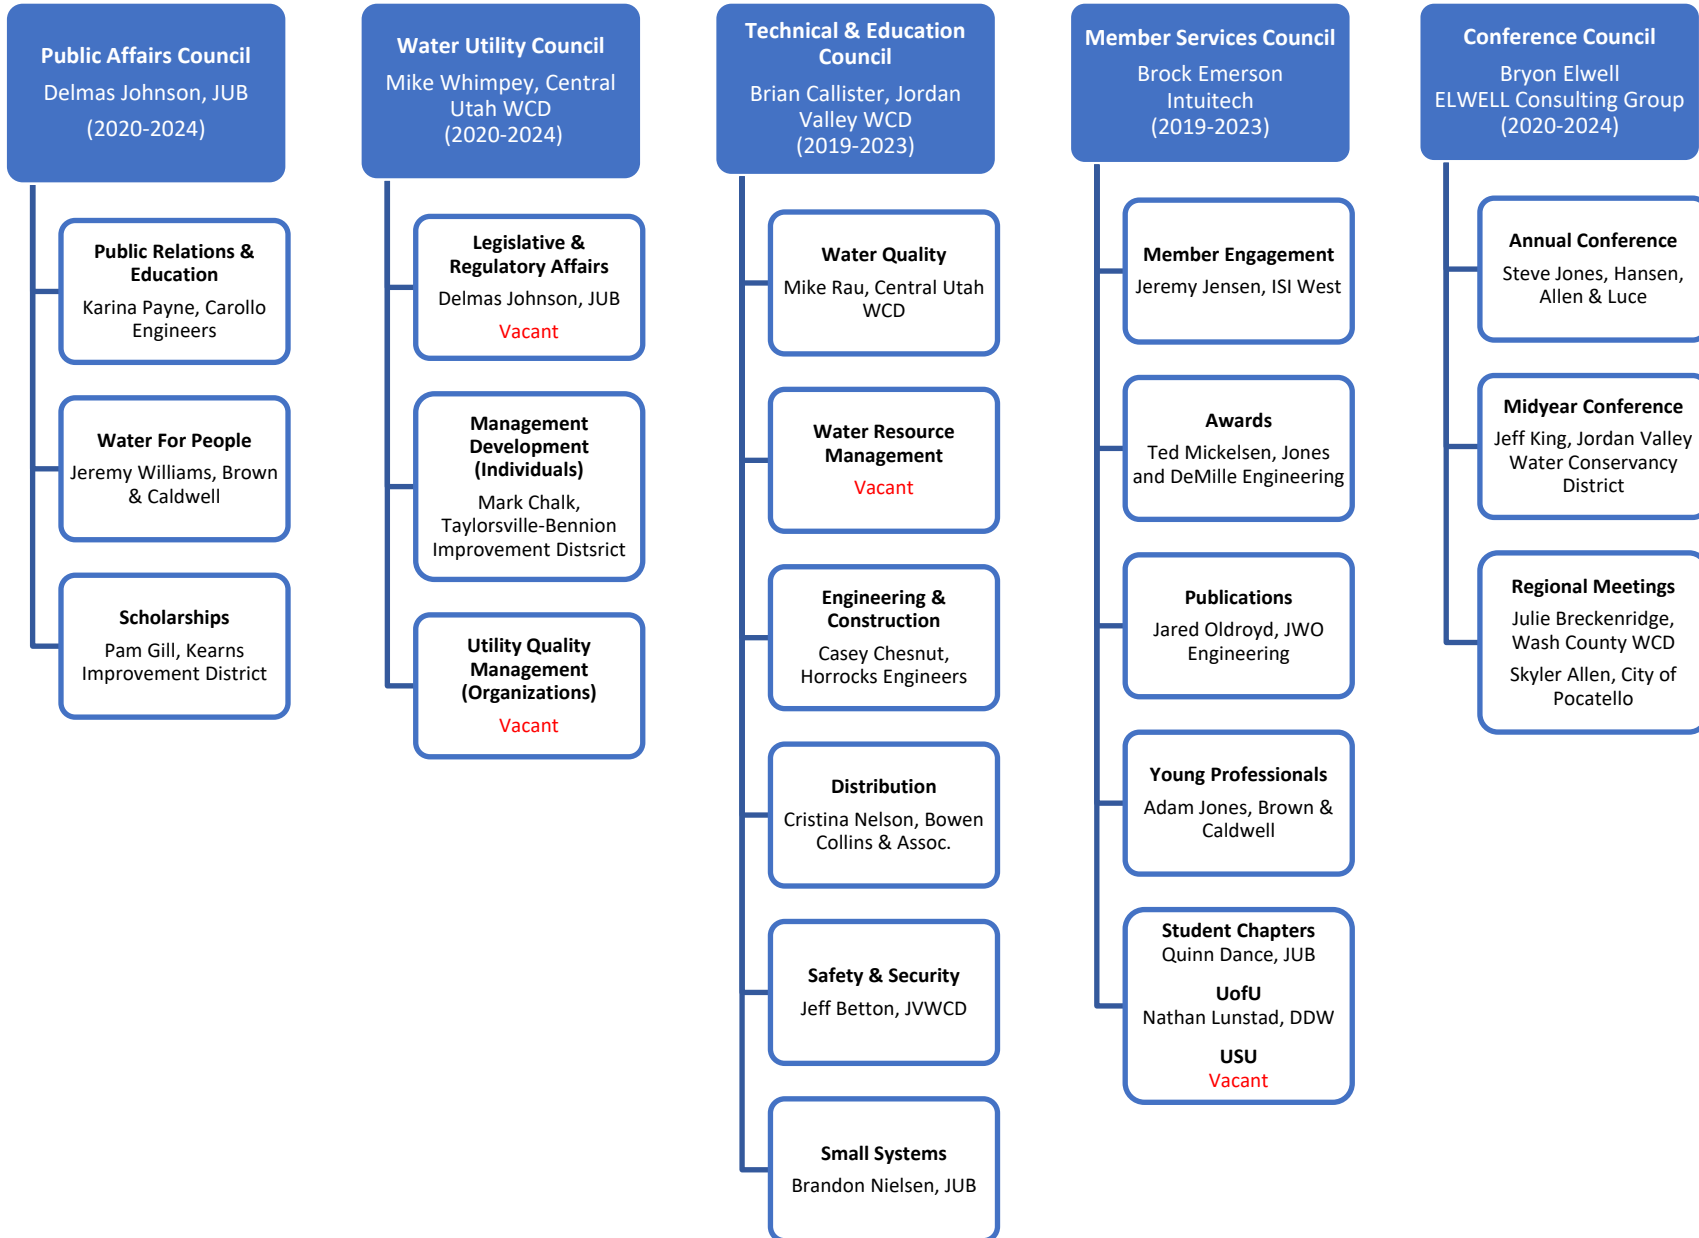 Public Affairs Council
Delmas Johnson, JUB
(2020-2024)
Public Relations &
Education
Karina Payne, Carollo
Engineers
Water For People
Jeremy Williams, Brown
& Caldwell
Scholarships
Pam Gill, Kearns
Improvement District
Water Utility Council
Mike Whimpey, Central
Utah WCD
(2020-2024)
Legislative &
Regulatory Affairs
Delmas Johnson, JUB
Vacant
Management
Development
(Individuals)
Mark Chalk,
Taylorsville-Bennion
Improvement Distsrict
Utility Quality
Management
(Organizations)
Vacant
Technical & Education
Council
Brian Callister, Jordan
Valley WCD
(2019-2023)
Water Quality
Mike Rau, Central Utah
WCD
Water Resource
Management
Vacant
Engineering &
Construction
Casey Chesnut,
Horrocks Engineers
Distribution
Cristina Nelson, Bowen
Collins & Assoc.
Safety & Security
Jeff Betton, JVWCD
Small Systems
Brandon Nielsen, JUB
Member Services Council
Brock Emerson
Intuitech
(2019-2023)
Member Engagement
Jeremy Jensen, ISI West
Awards
Ted Mickelsen, Jones
and DeMille Engineering
Publications
Jared Oldroyd, JWO
Engineering
Young Professionals
Adam Jones, Brown &
Caldwell
Student Chapters
Quinn Dance, JUB
UofU
Nathan Lunstad, DDW
USU
Vacant
Conference Council
Bryon Elwell
ELWELL Consulting Group
(2020-2024)
Annual Conference
Steve Jones, Hansen,
Allen & Luce
Midyear Conference
Jeff King, Jordan Valley
Water Conservancy
District
Regional Meetings
Julie Breckenridge,
Wash County WCD
Skyler Allen, City of
Pocatello